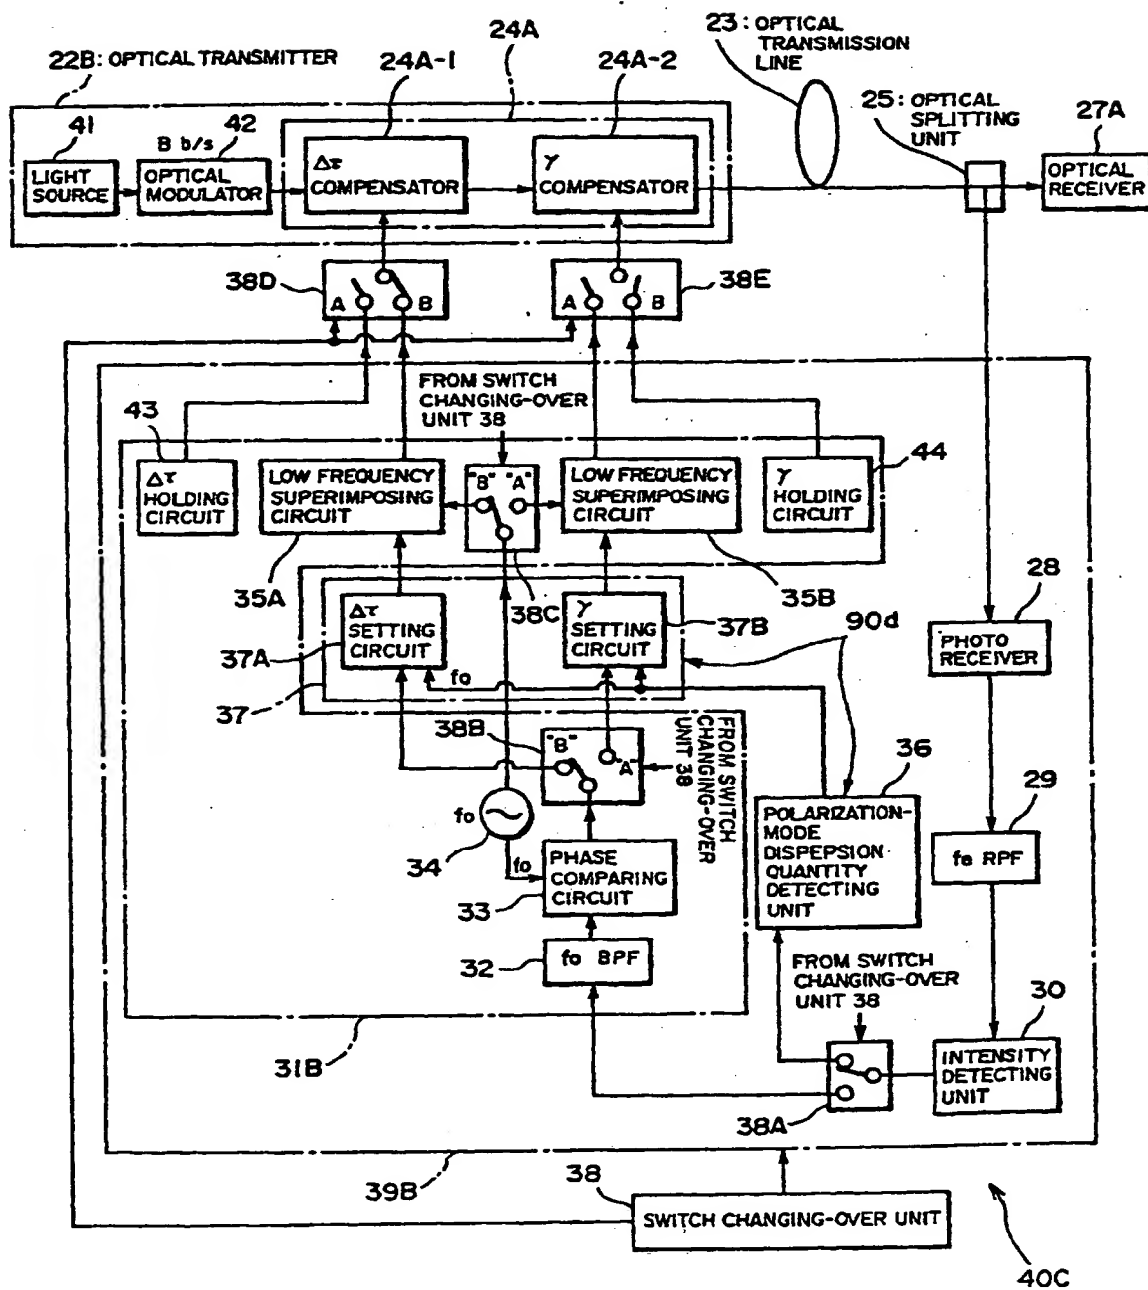 22B: OPTICAL TRANSMITTER
24A-1
24A
24A-2
23: OPTICAL
TRANSMISSION
LINE
25: OPTICAL
SPLITTING
UNIT
27A
41
B b/s
42
LIGHT
SOURCE
OPTICAL
MODULATOR
Δτ
COMPENSATOR
γ
COMPENSATOR
OPTICAL
RECEIVER
38D
A
B
A
B
38E
FROM SWITCH
CHANGING-OVER
UNIT 38
43
Δτ
HOLDING
CIRCUIT
LOW FREQUENCY
SUPERIMPOSING
CIRCUIT
"B"
"A"
LOW FREQUENCY
SUPERIMPOSING
CIRCUIT
γ
HOLDING
CIRCUIT
44
35A
38C
35B
Δτ
SETTING
CIRCUIT
37A
γ
SETTING
CIRCUIT
37B
90d
28
PHOTO
RECEIVER
fo
37
38B
"B"
"A"
FROM SWITCH
CHANGING-OVER
UNIT 38
36
29
fo
34
fo
PHASE
COMPARING
CIRCUIT
33
POLARIZATION-
MODE
DISPEPSION
QUANTITY
DETECTING
UNIT
fe RPF
32
fo BPF
FROM SWITCH
CHANGING-OVER
UNIT 38
30
31B
INTENSITY
DETECTING
UNIT
38A
39B
38
SWITCH CHANGING-OVER UNIT
40C